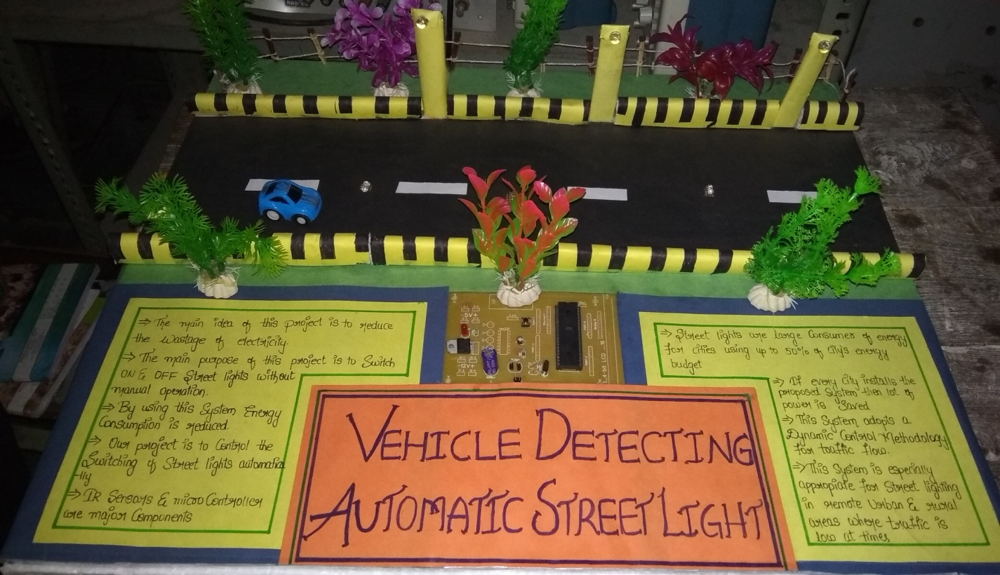 ⇒ The main idea of this project is to reduce
the wastage of electricity.
⇒ The main purpose of this project is to Switch
ON & OFF Street lights without
manual operation.
⇒ By using this System Energy
Consumption is reduced.
⇒ Our project is to Control the
Switching of Street lights automatica
-lly
⇒ IR Sensors & micro Controller
are major Components
-5V+
-12V+
1_4-bit LCD_16
VEHICLE DETECTING
AUTOMATIC STREET LIGHT
⇒ Street lights are large Consumer of energy
for cities using up to 50% of City's energy
budget
⇒ If every City installs the
proposed System then lot of
power is Saved
⇒ This System adopts a
Dynamic Control Methodology
for traffic flow.
⇒ This System is especially
appropiate for Street lighting
in remote Urban & rural
areas where traffic is
low at times